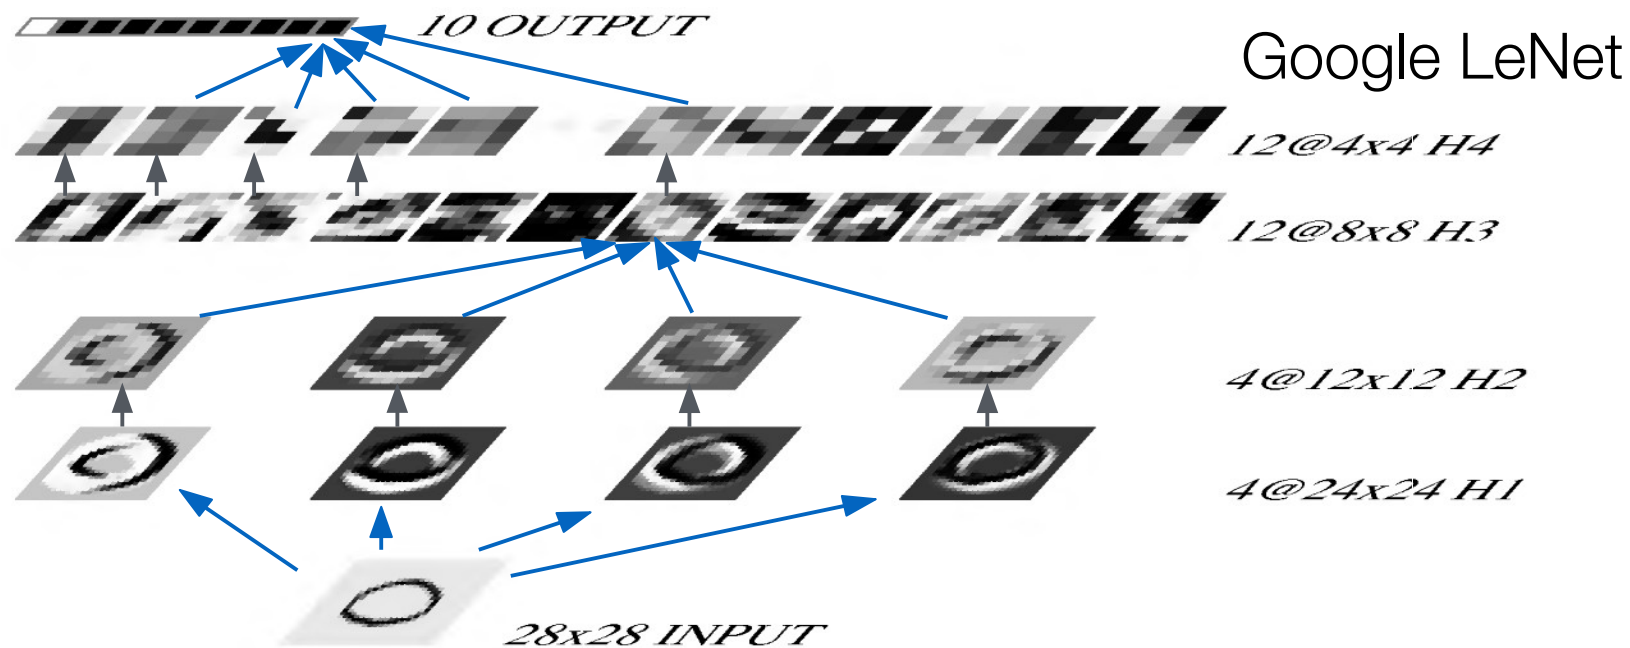 10 OUTPUT
Google LeNet
12@4x4 H4
12@8x8 H3
4@12x12 H2
4@24x24 H1
28x28 INPUT